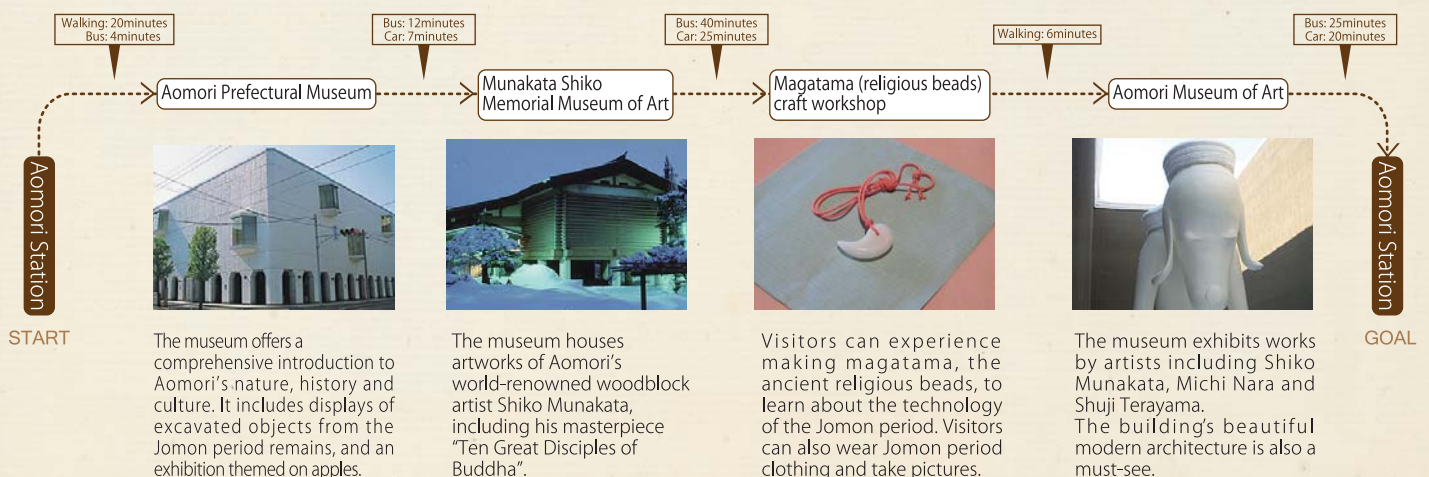 Walking: 20minutes
Bus: 4minutes
Bus: 12minutes
Car: 7minutes
Bus: 40minutes
Car: 25minutes
Walking: 6minutes
Bus: 25minutes
Car: 20minutes
Aomori Station
START
Aomori Prefectural Museum
Munakata Shiko
Memorial Museum of Art
Magatama (religious beads)
craft workshop
Aomori Museum of Art
Aomori Station
GOAL
The museum offers a
comprehensive introduction to
Aomori's nature, history and
culture. It includes displays of
excavated objects from the
Jomon period remains, and an
exhibition themed on apples.
The museum houses
artworks of Aomori's
world-renowned woodblock
artist Shiko Munakata,
including his masterpiece
“Ten Great Disciples of
Buddha”.
Visitors can experience
making magatama, the
ancient religious beads, to
learn about the technology
of the Jomon period. Visitors
can also wear Jomon period
clothing and take pictures.
The museum exhibits works
by artists including Shiko
Munakata, Michi Nara and
Shuji Terayama.
The building's beautiful
modern architecture is also a
must-see.